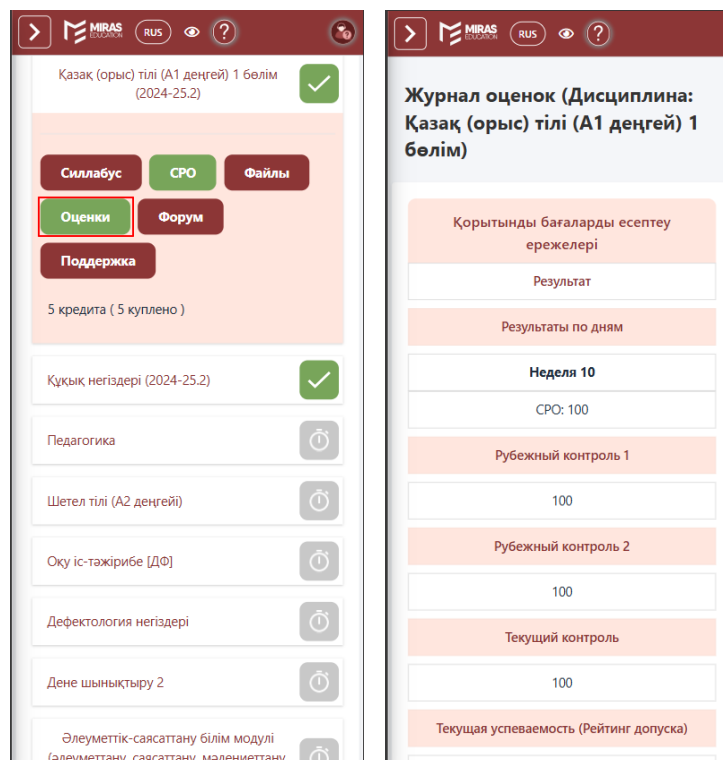 MIRAS
EDUCATION
RUS
?
Қазақ (орыс) тілі (А1 деңгей) 1 бөлім
(2024-25.2)
Силлабус
СРО
Файлы
Оценки
Форум
Поддержка
5 кредита ( 5 куплено )
Құқық негіздері (2024-25.2)
Педагогика
Шетел тілі (А2 деңгейі)
Оқу іс-тәжірибе [ДФ]
Дефектология негіздері
Дене шынықтыру 2
Әлеуметтік-саясаттану білім модулі
(әлеуметтану, саясаттану, мәдениеттану
MIRAS
EDUCATION
RUS
?
Журнал оценок (Дисциплина:
Қазақ (орыс) тілі (А1 деңгей) 1
бөлім)
Қорытынды бағаларды есептеу
ережелері
Результат
Результаты по дням
Неделя 10
СРО: 100
Рубежный контроль 1
100
Рубежный контроль 2
100
Текущий контроль
100
Текущая успеваемость (Рейтинг допуска)